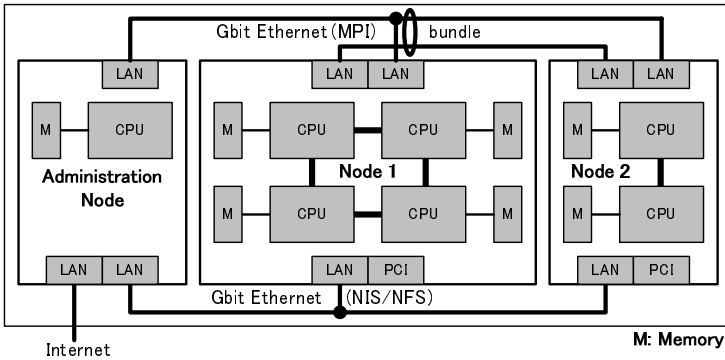 Gbit Ethernet(MPI) bundle
LAN LAN LAN LAN LAN
M CPU M CPU CPU M M CPU
Administration Node
Node 1
Node 2
M CPU CPU M M CPU
LAN LAN LAN PCI LAN PCI
Gbit Ethernet (NIS/NFS)
Internet
M: Memory